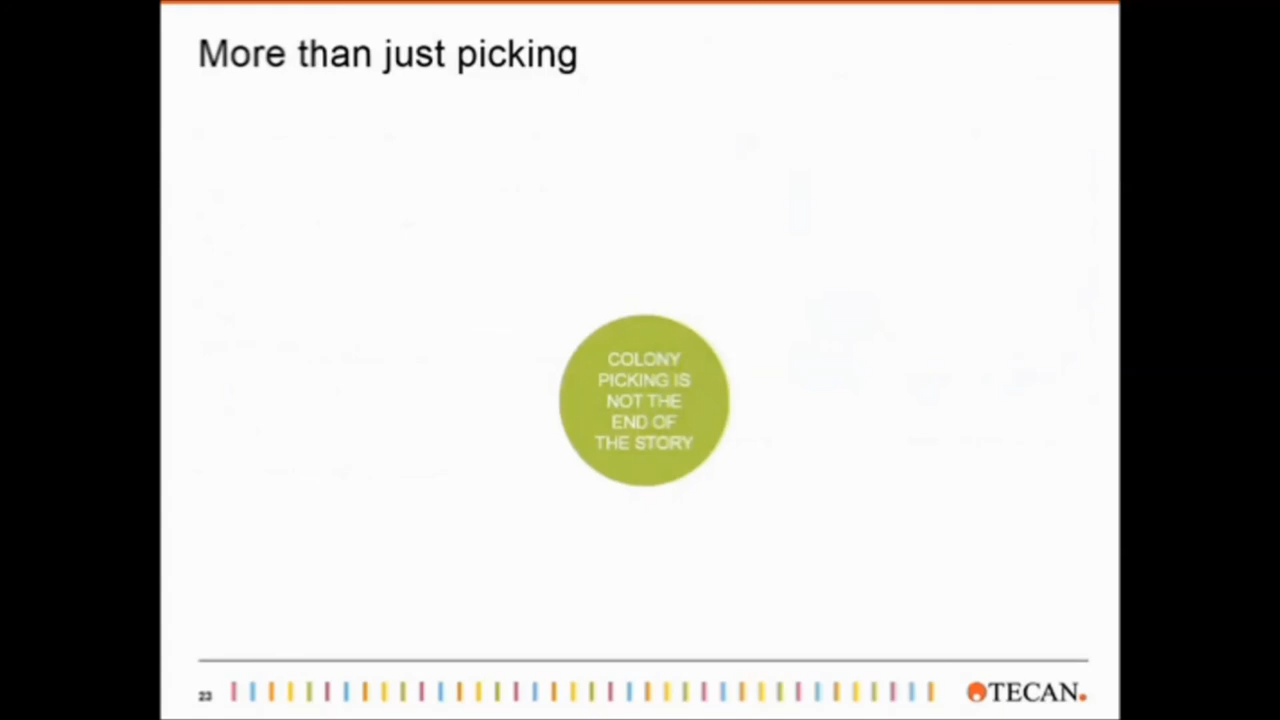 More than just picking
COLONY
PICKING IS
NOT THE
END OF
THE STORY
23
TECAN.